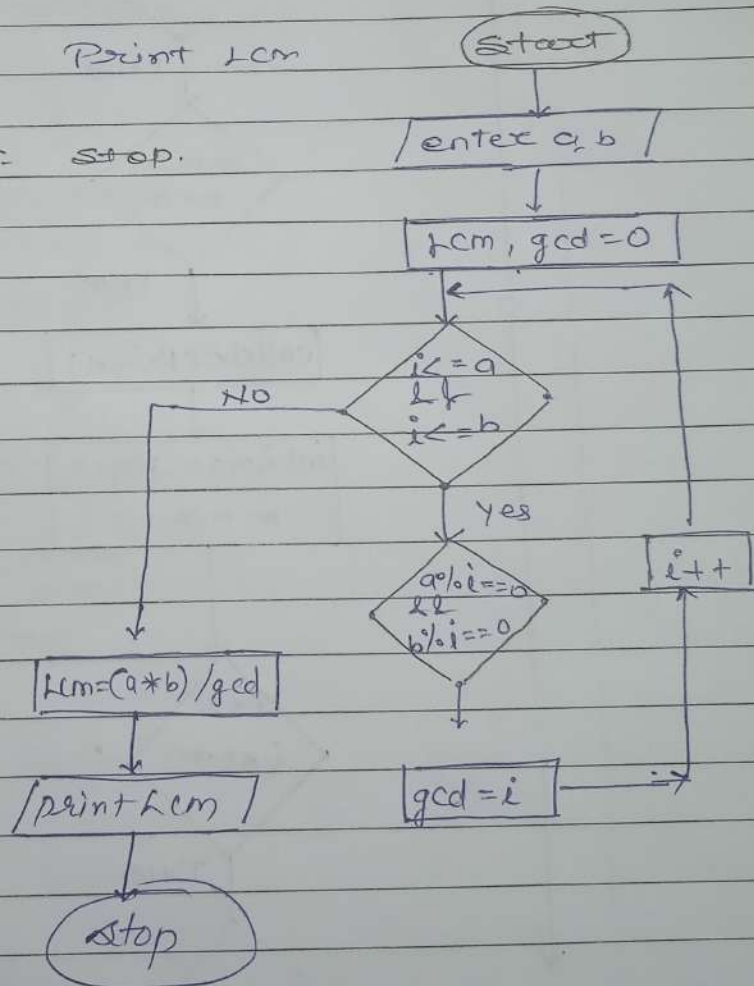 Print Lcm
= Stop.
Start
enter a, b
Lcm, gcd = 0
i <= a
&&
i <= b
NO
Yes
a%i==0
&&
b%i==0
i++
Lcm=(a*b)/gcd
gcd = i
print Lcm
stop